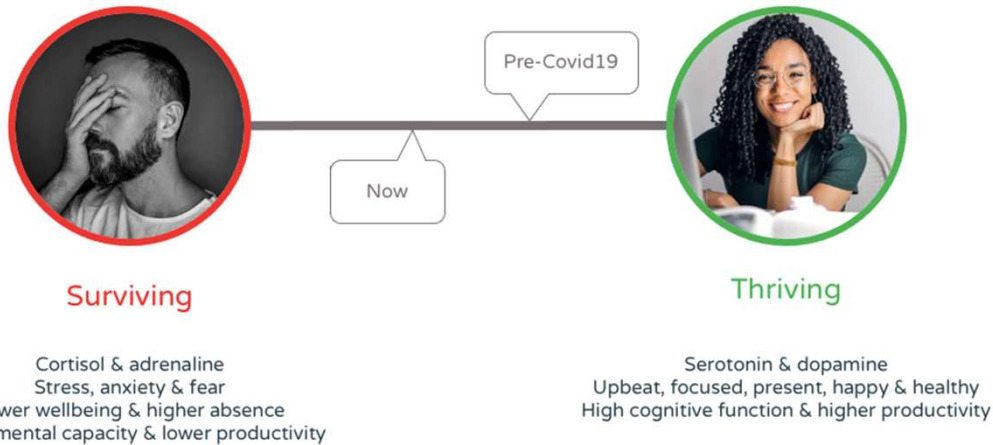 Pre-Covid19
Now
Surviving
Thriving
Cortisol & adrenaline
Stress, anxiety & fear
wellbeing & higher absence
mental capacity & lower productivity
Serotonin & dopamine
Upbeat, focused, present, happy & healthy
High cognitive function & higher productivity